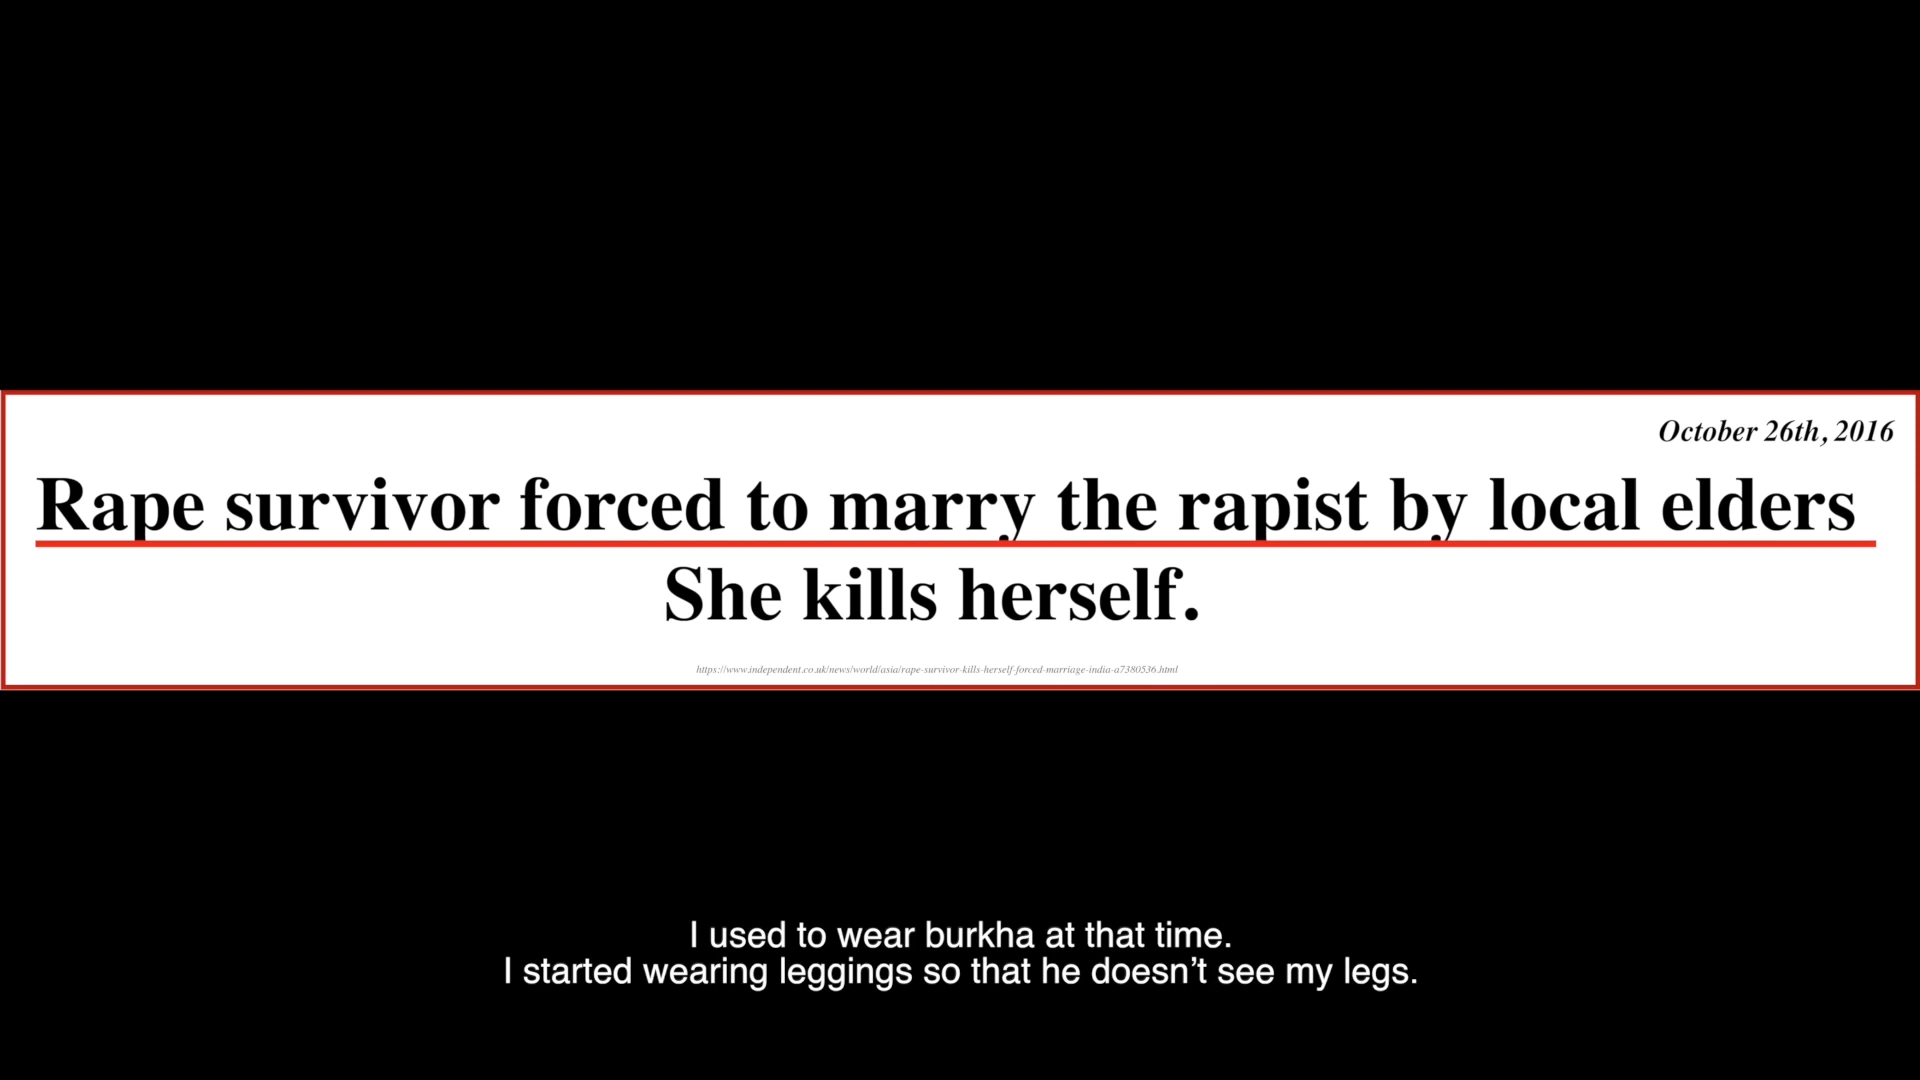 October 26th, 2016
Rape survivor forced to marry the rapist by local elders
She kills herself.
https://www.independent.co.uk/news/world/asia/rape-survivor-kills-herself-forced-marriage-india-a7380536.html
I used to wear burkha at that time.
I started wearing leggings so that he doesn’t see my legs.